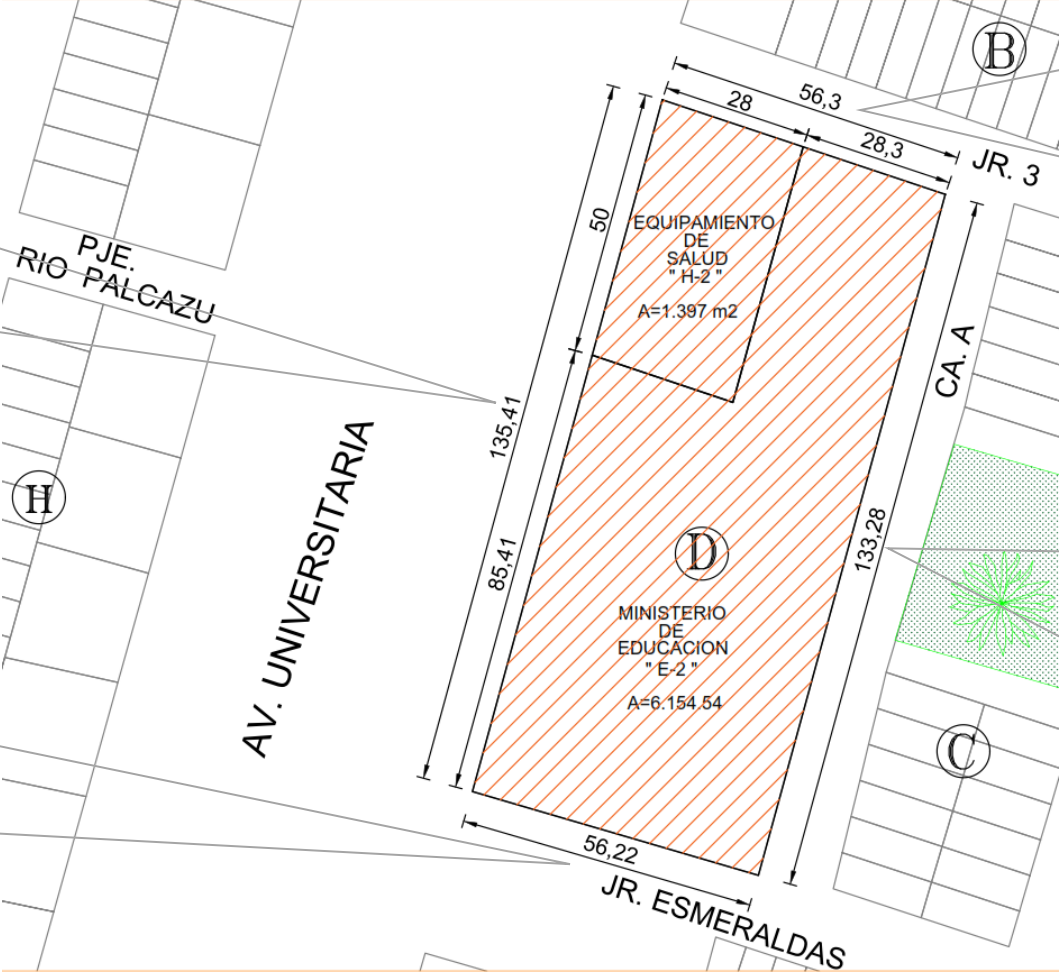 B
56,3
28
28,3
JR. 3
50
EQUIPAMIENTO
DE
SALUD
" H-2 "
A=1.397 m2
PJE.
RIO PALCAZU
CA. A
135,41
AV. UNIVERSITARIA
H
85,41
133,28
D
MINISTERIO
DE
EDUCACION
" E-2 "
A=6.154.54
C
56,22
JR. ESMERALDAS